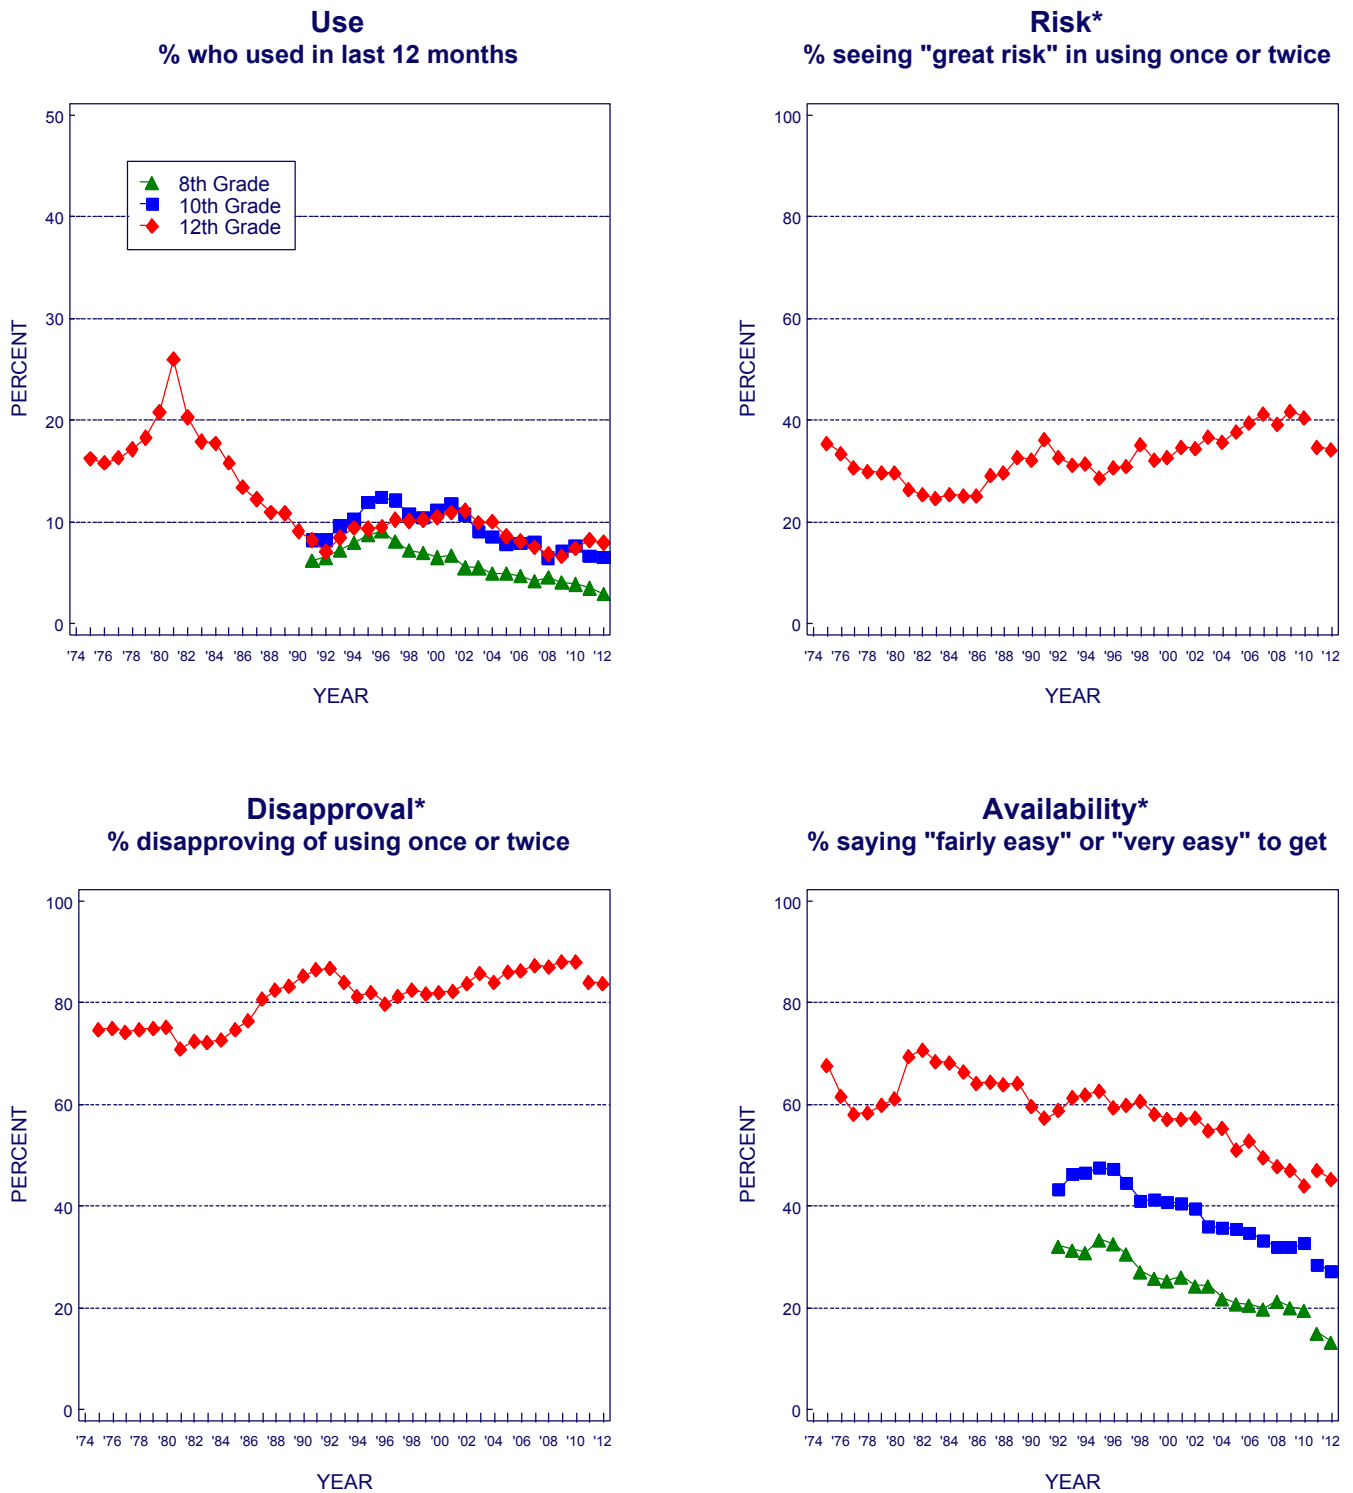 Use
% who used in last 12 months
50
40
30
20
10
0
PERCENT
8th Grade
10th Grade
12th Grade
'74 '76 '78 '80 '82 '84 '86 '88 '90 '92 '94 '96 '98 '00 '02 '04 '06 '08 '10 '12
YEAR
Risk*
% seeing "great risk" in using once or twice
100
80
60
40
20
0
PERCENT
'74 '76 '78 '80 '82 '84 '86 '88 '90 '92 '94 '96 '98 '00 '02 '04 '06 '08 '10 '12
YEAR
Disapproval*
% disapproving of using once or twice
100
80
60
40
20
0
PERCENT
'74 '76 '78 '80 '82 '84 '86 '88 '90 '92 '94 '96 '98 '00 '02 '04 '06 '08 '10 '12
YEAR
Availability*
% saying "fairly easy" or "very easy" to get
100
80
60
40
20
0
PERCENT
'74 '76 '78 '80 '82 '84 '86 '88 '90 '92 '94 '96 '98 '00 '02 '04 '06 '08 '10 '12
YEAR